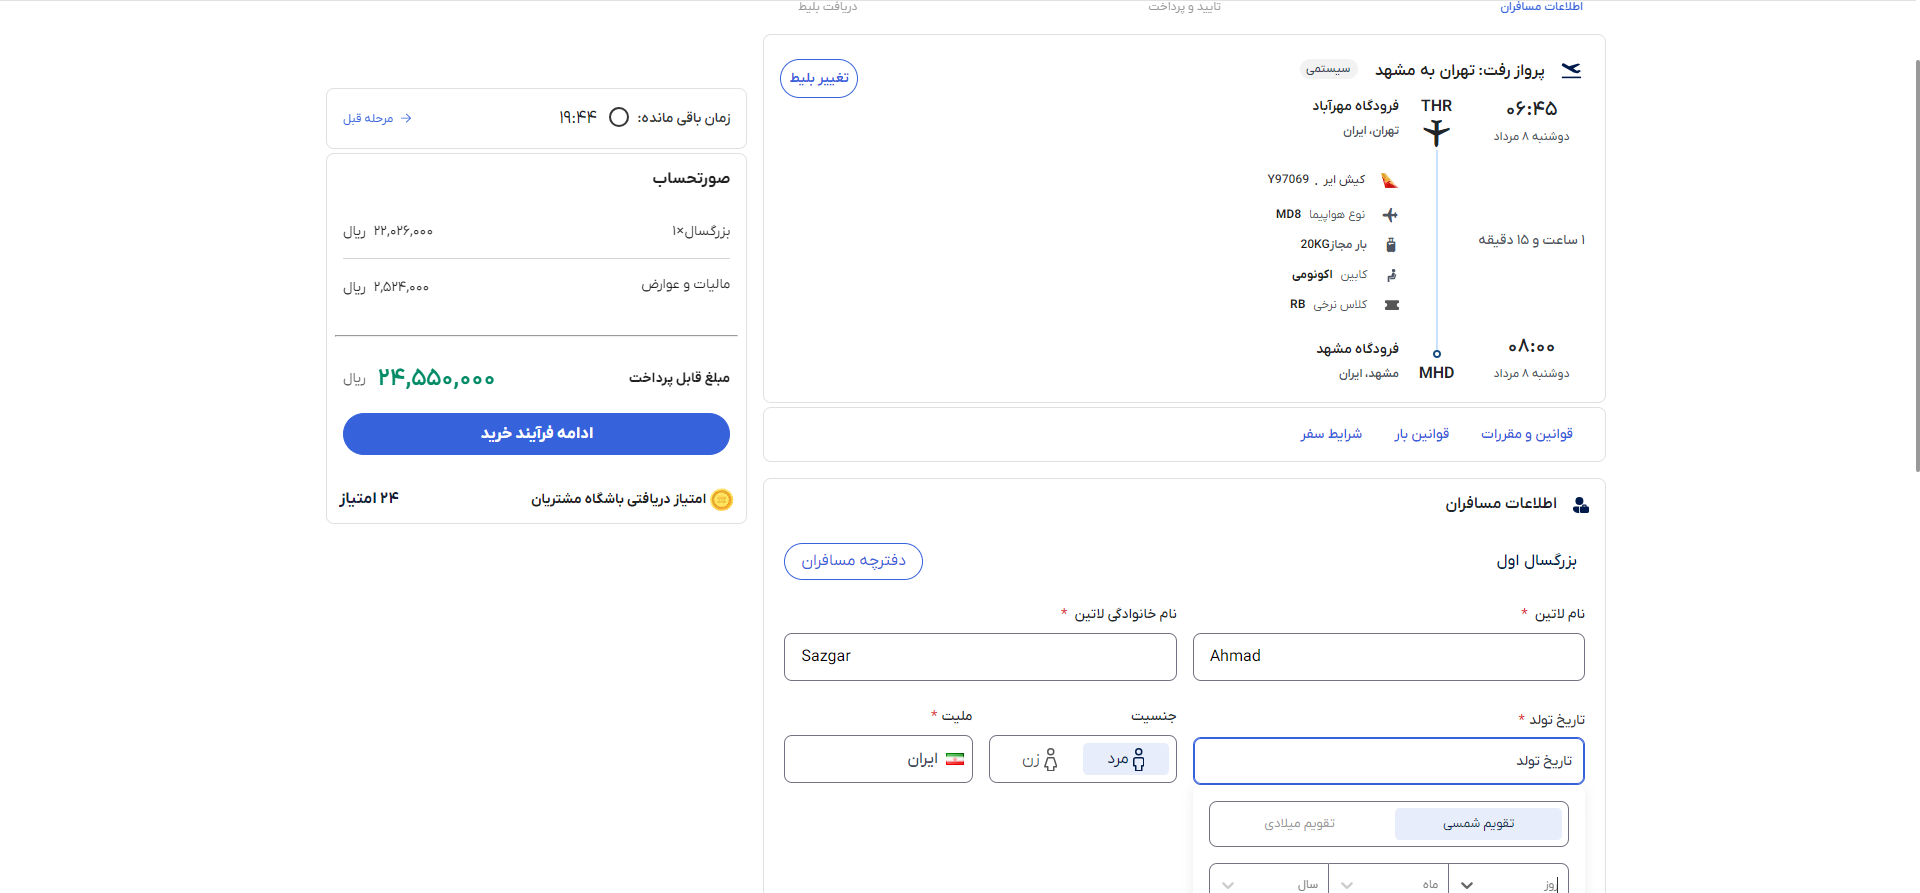 اطلاعات مسافران
تایید و پرداخت
دریافت بلیط
پرواز رفت: تهران به مشهد
سیستمی
تغییر بلیط
۰۶:۴۵
دوشنبه ۸ مرداد
THR
فرودگاه مهرآباد
تهران، ایران
کیش ایر . Y97069
نوع هواپیما MD8
۱ ساعت و ۱۵ دقیقه
بار مجاز20KG
کابین اکونومی
کلاس نرخی RB
۰۸:۰۰
دوشنبه ۸ مرداد
MHD
فرودگاه مشهد
مشهد، ایران
قوانین و مقررات
قوانین بار
شرایط سفر
اطلاعات مسافران
بزرگسال اول
دفترچه مسافران
نام لاتین *
نام خانوادگی لاتین *
Ahmad
Sazgar
تاریخ تولد *
جنسیت
ملیت *
تاریخ تولد
مرد
زن
ایران
تقویم شمسی
تقویم میلادی
روز
ماه
سال
زمان باقی مانده: ۱۹:۴۴
مرحله قبل
صورتحساب
بزرگسال×۱
۲۲,۰۲۶,۰۰۰ ریال
مالیات و عوارض
۲,۵۲۴,۰۰۰ ریال
مبلغ قابل پرداخت
۲۴,۵۵۰,۰۰۰ ریال
ادامه فرآیند خرید
امتیاز دریافتی باشگاه مشتریان
۲۴ امتیاز